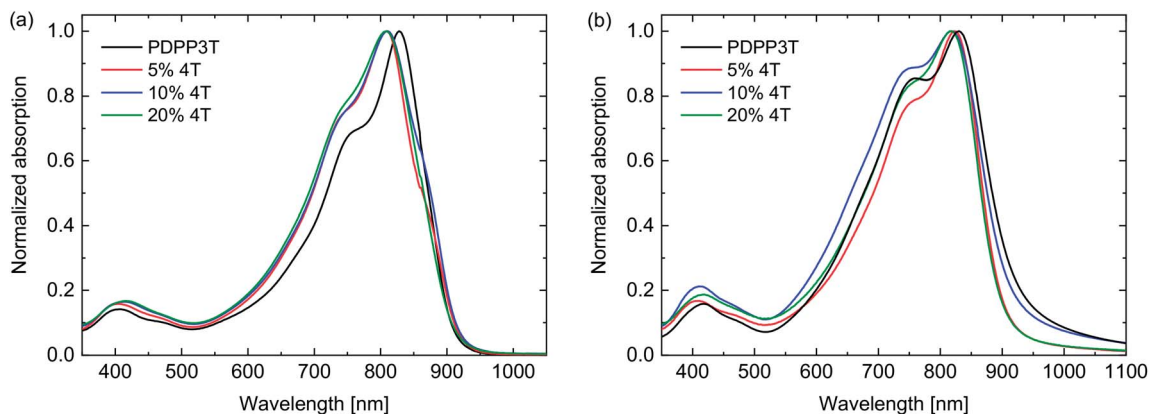 (a)
PDPP3T
5% 4T
10% 4T
20% 4T
Normalized absorption
1.0
0.8
0.6
0.4
0.2
0.0
400 500 600 700 800 900 1000
Wavelength [nm]
(b)
PDPP3T
5% 4T
10% 4T
20% 4T
Normalized absorption
1.0
0.8
0.6
0.4
0.2
0.0
400 500 600 700 800 900 1000 1100
Wavelength [nm]